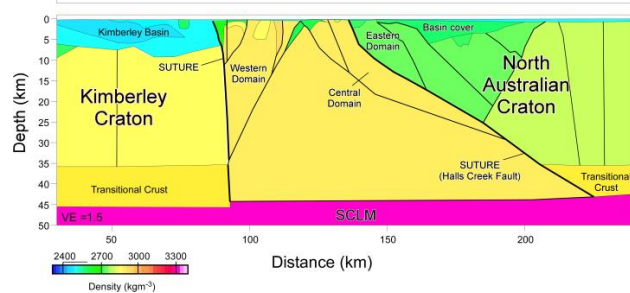 0
5
10
15
20
25
30
35
40
45
50
Depth (km)
Kimberley Basin
SUTURE
Western
Domain
Eastern
Domain
Basin cover
Central
Domain
North
Australian
Craton
Kimberley
Craton
SUTURE
(Halls Creek Fault)
Transitional Crust
Transitional
Crust
VE =1.5
SCLM
50
100
150
200
Distance (km)
2400
2700
3000
3300
Density (kgm-3)